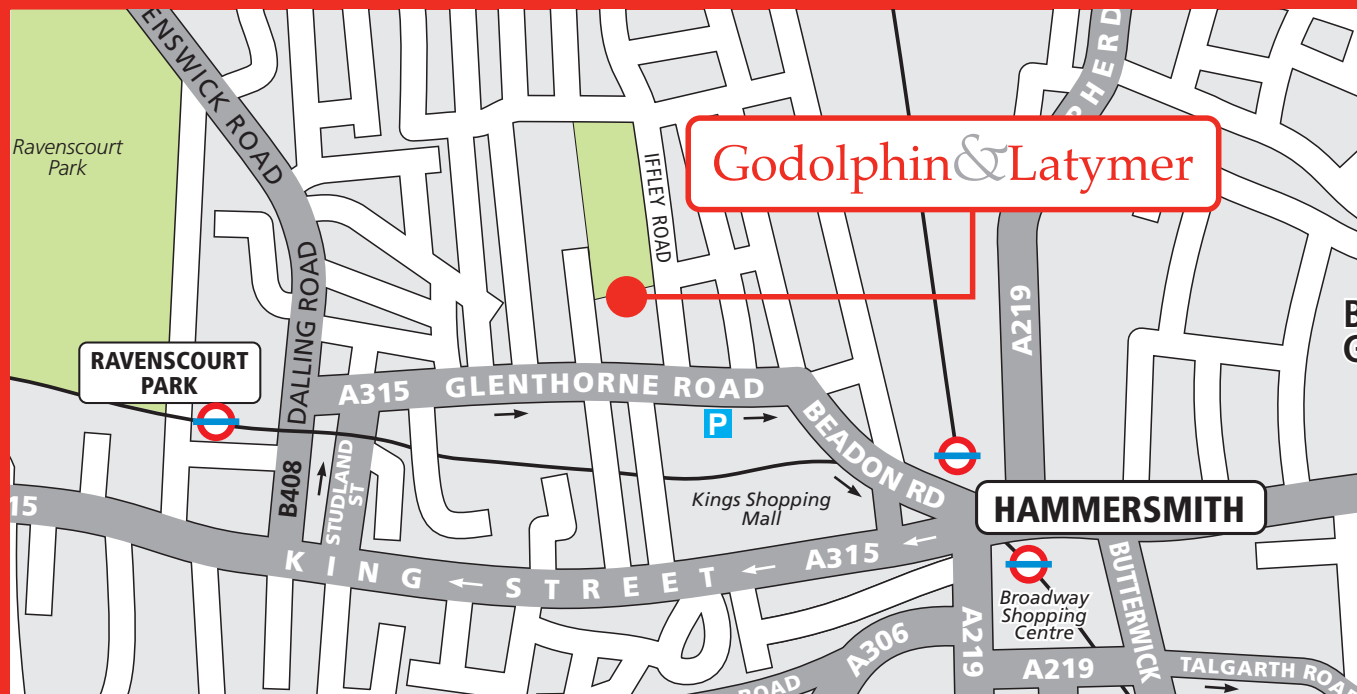 ENSWICK ROAD
PHERD
Ravenscourt
Park
IFFLEY ROAD
Godolphin&Latymer
DALLING ROAD
A219
B
G
RAVENSCOURT
PARK
A315 GLENTHORNE ROAD
P
BEADON RD
B408
STUDLAND
ST
Kings Shopping
Mall
HAMMERSMITH
15
KING STREET
A315
BUTTERWICK
Broadway
Shopping
Centre
A306
A219
A219
TALGARTH ROA
ROAD